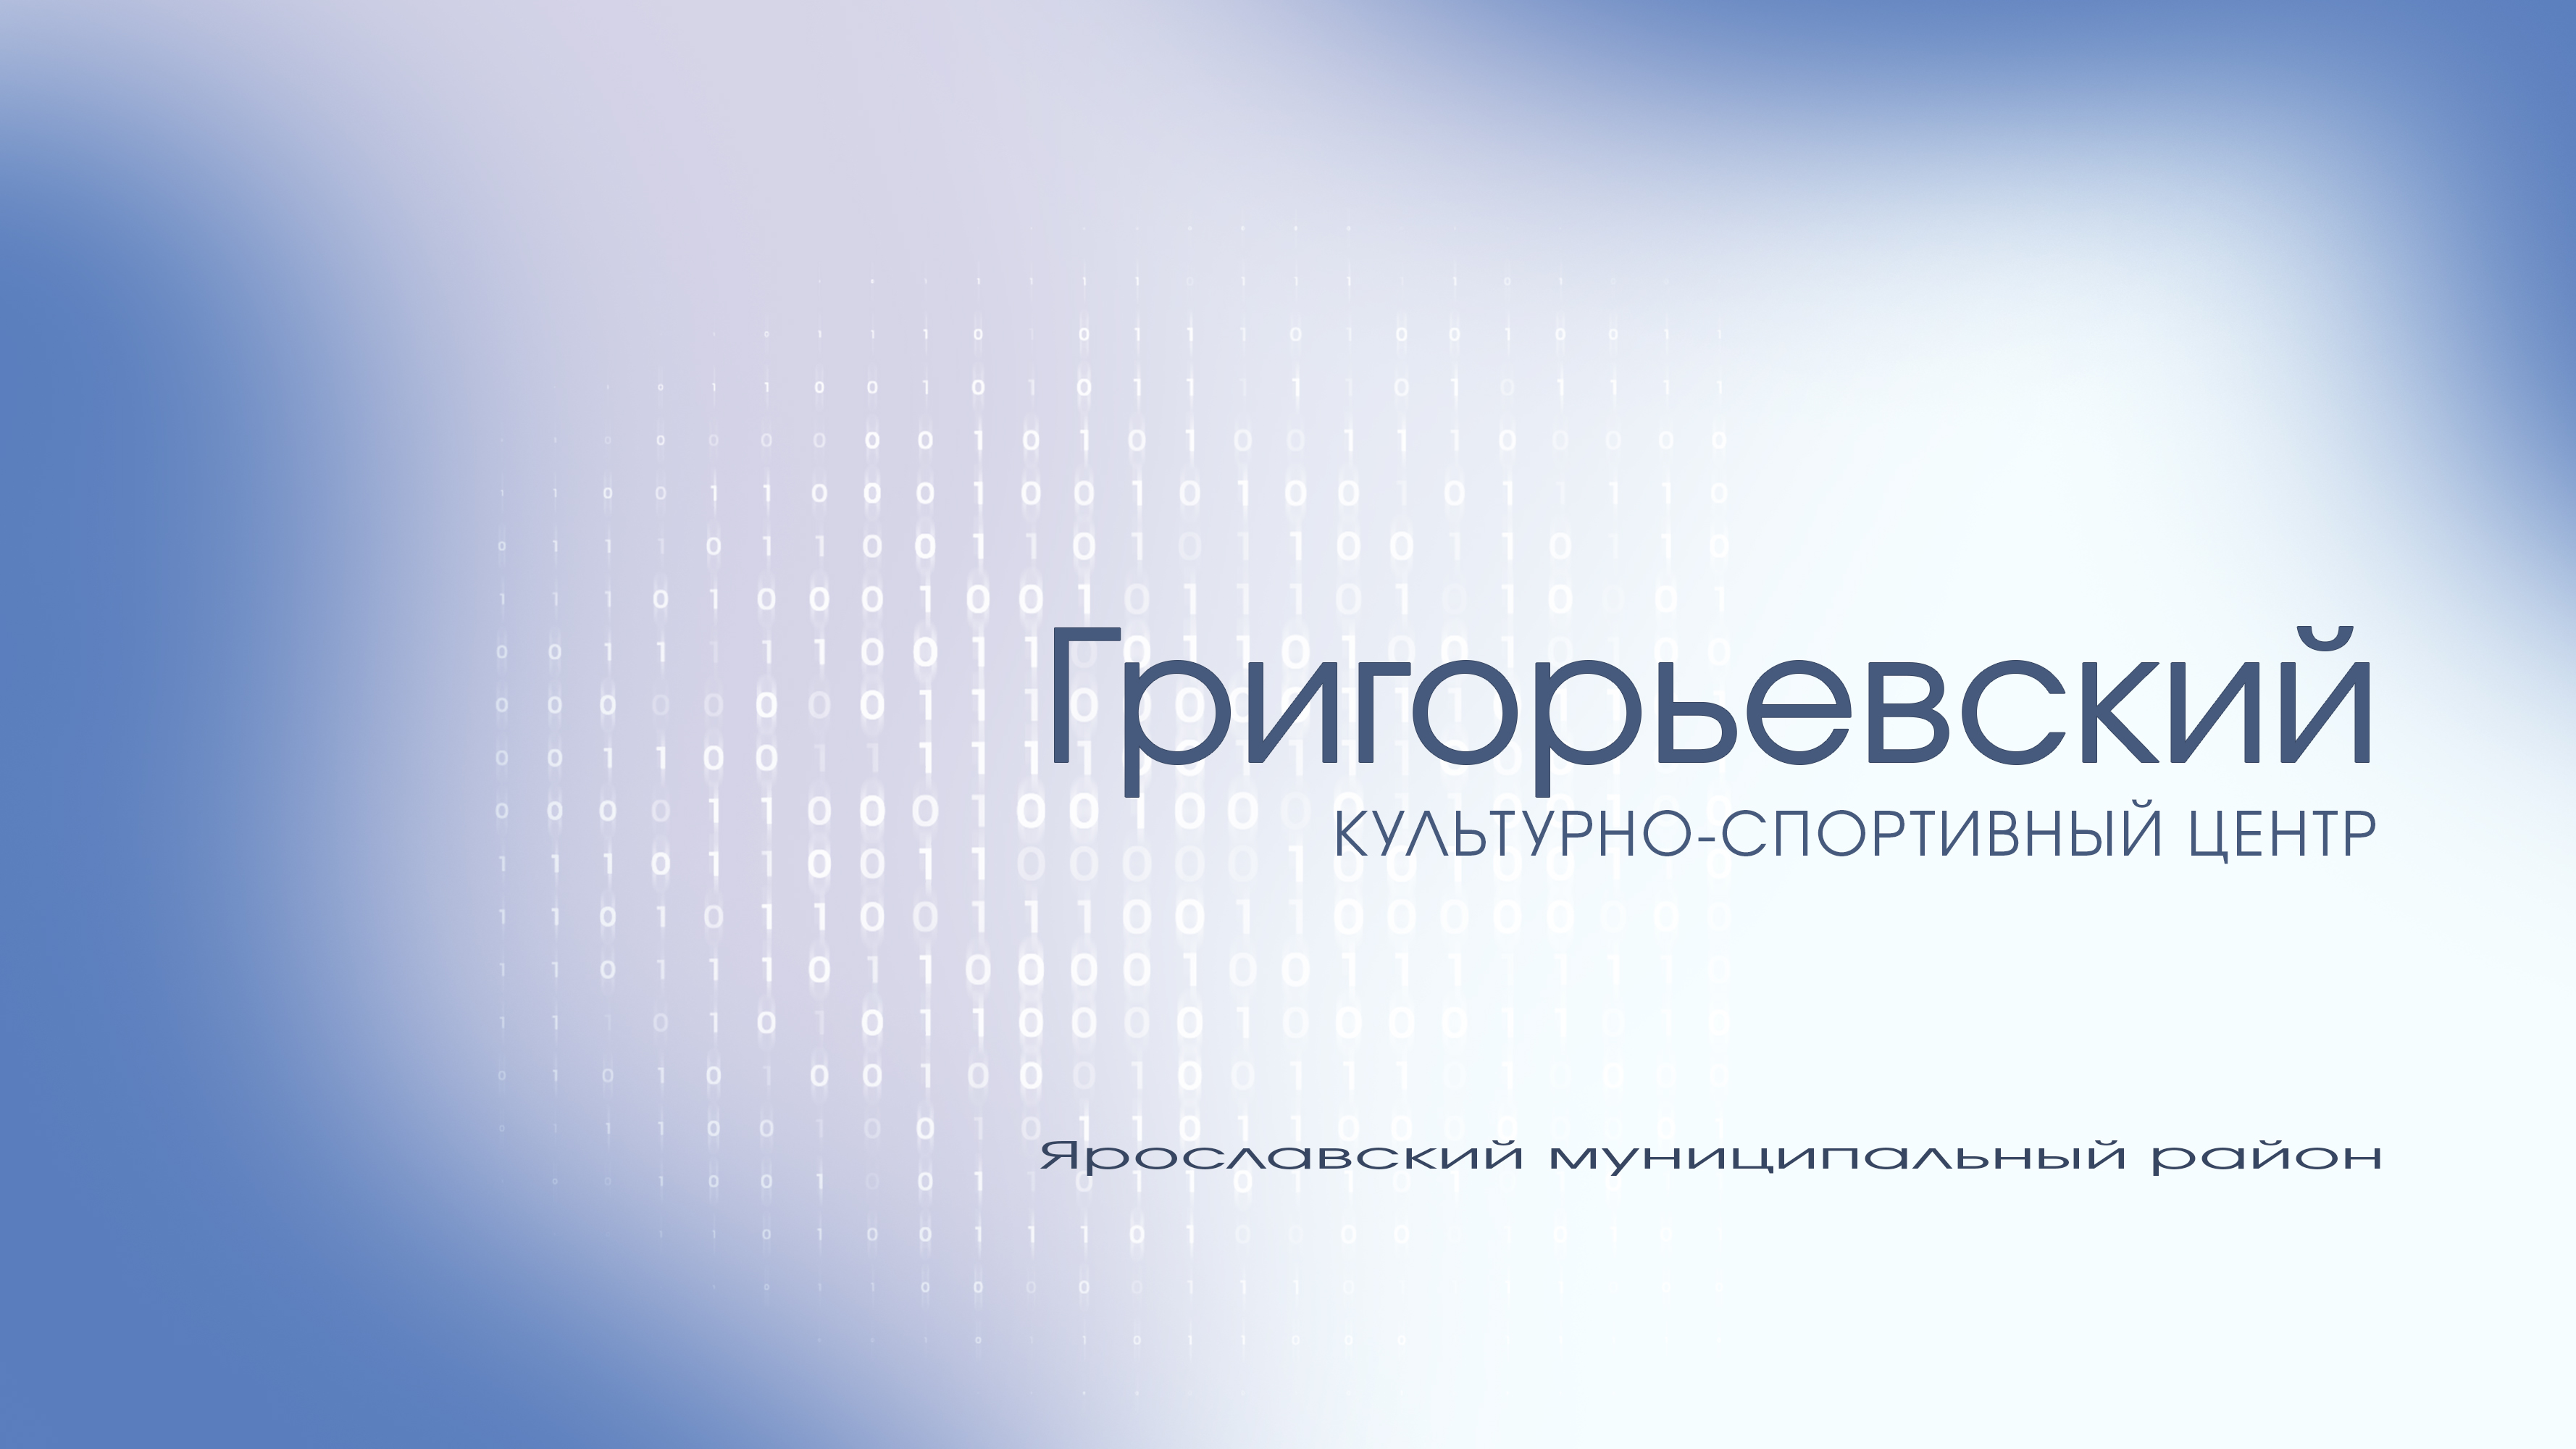 Григорьевский
КУЛЬТУРНО-СПОРТИВНЫЙ ЦЕНТР
Ярославский муниципальный район